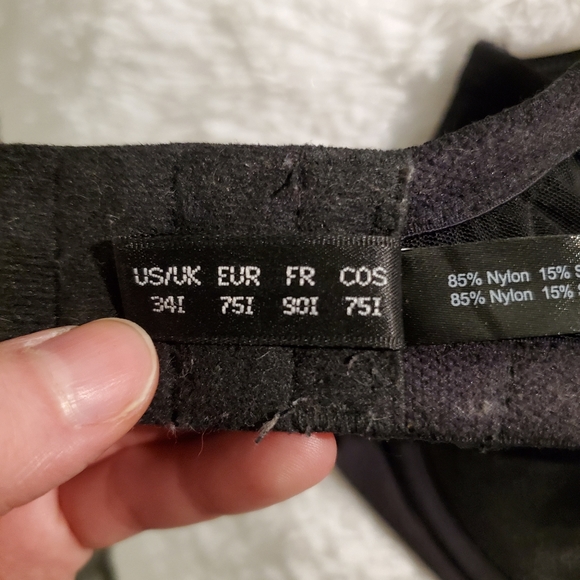 US/UK EUR FR COS
34I 75I 90I 75I
85% Nylon 15%
85% Nylon 15%